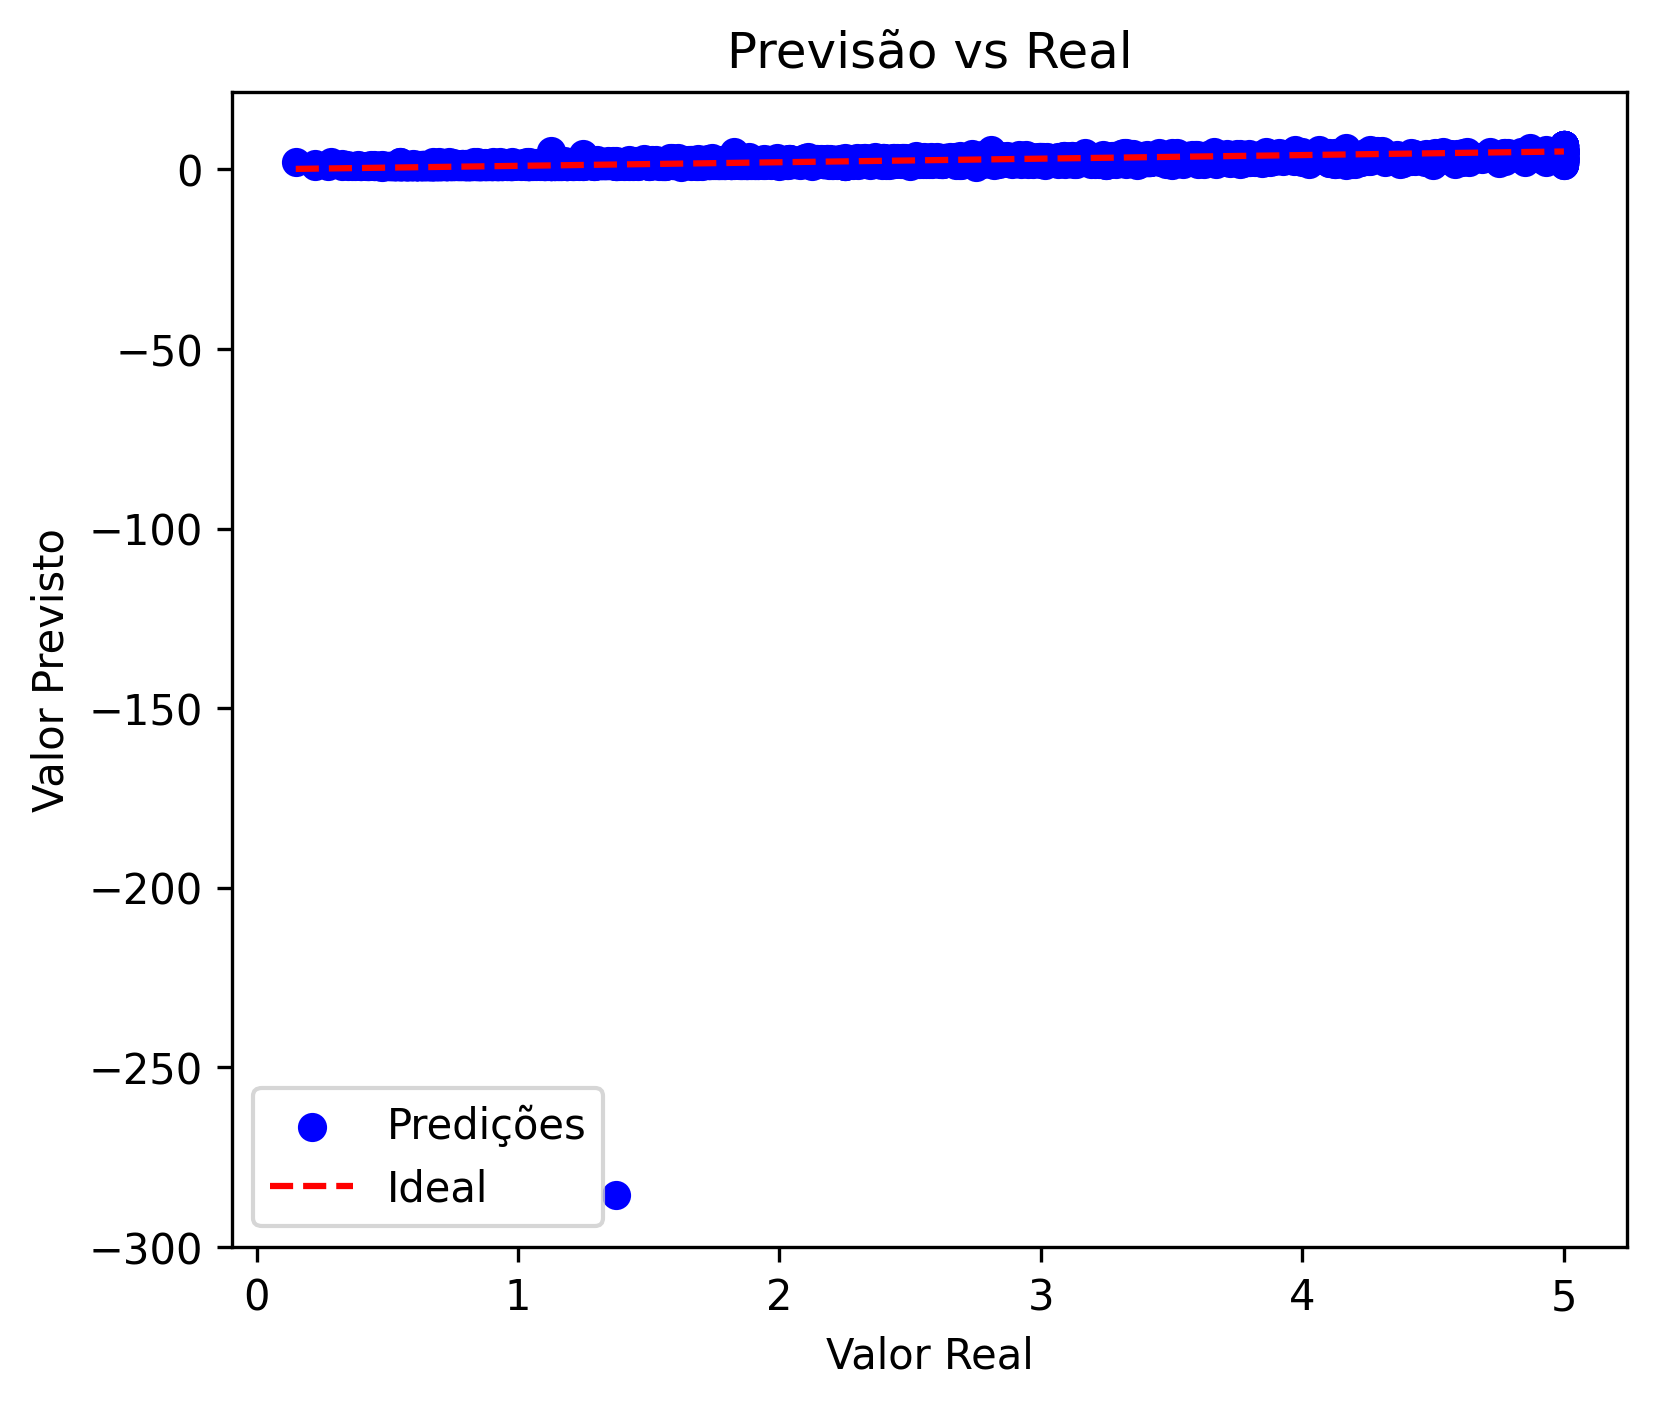 Previsão vs Real
Valor Previsto
0
−50
−100
−150
−200
−250
−300
Predições
Ideal
0 1 2 3 4 5
Valor Real